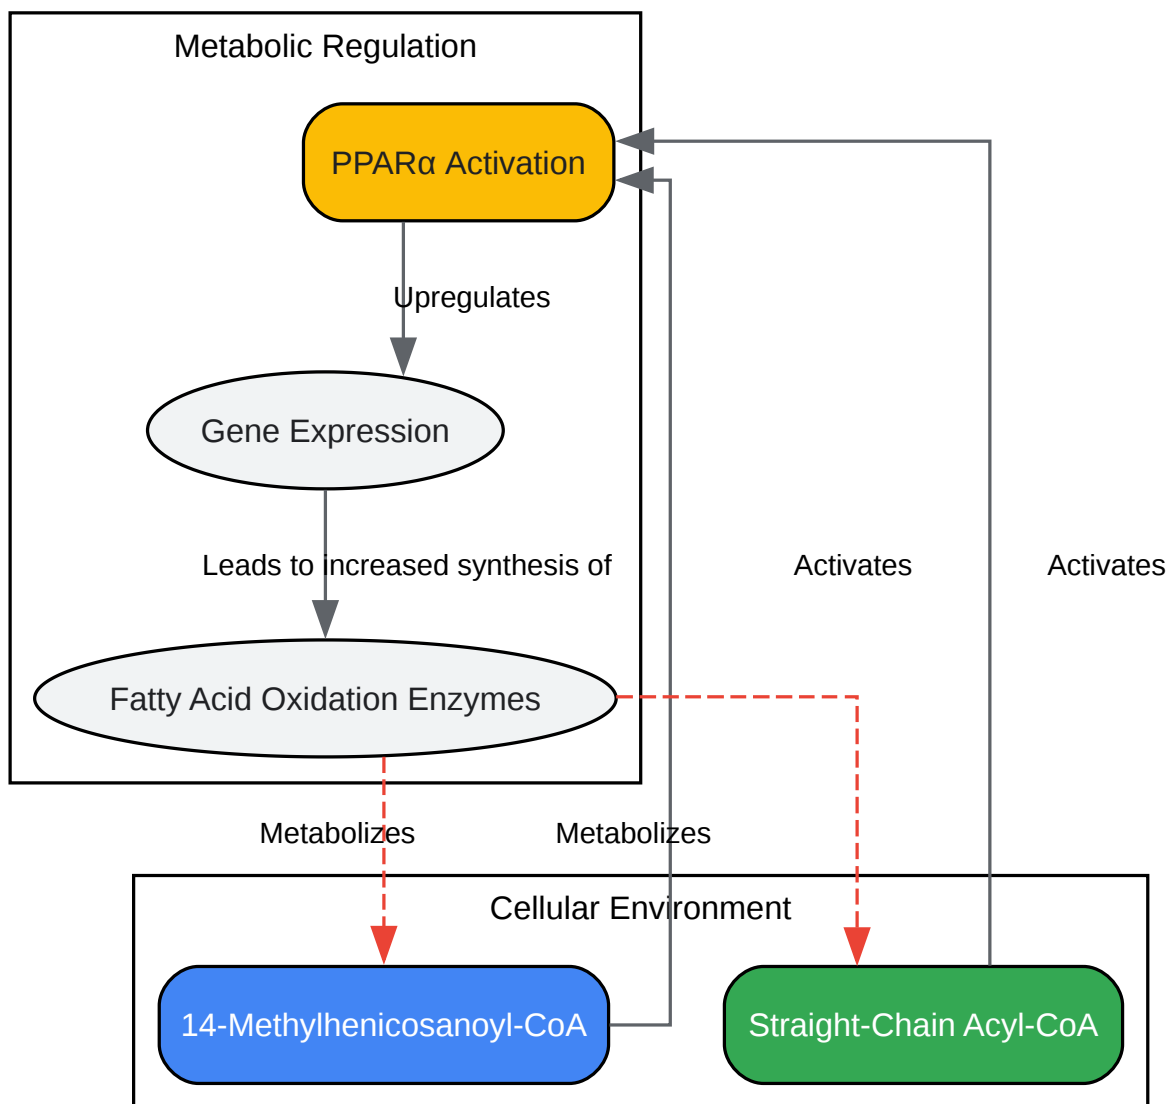 Metabolic Regulation
PPARα Activation
Upregulates
Gene Expression
Leads to increased synthesis of
Activates
Activates
Fatty Acid Oxidation Enzymes
Metabolizes
Metabolizes
Cellular Environment
14-Methylhenicosanoyl-CoA
Straight-Chain Acyl-CoA